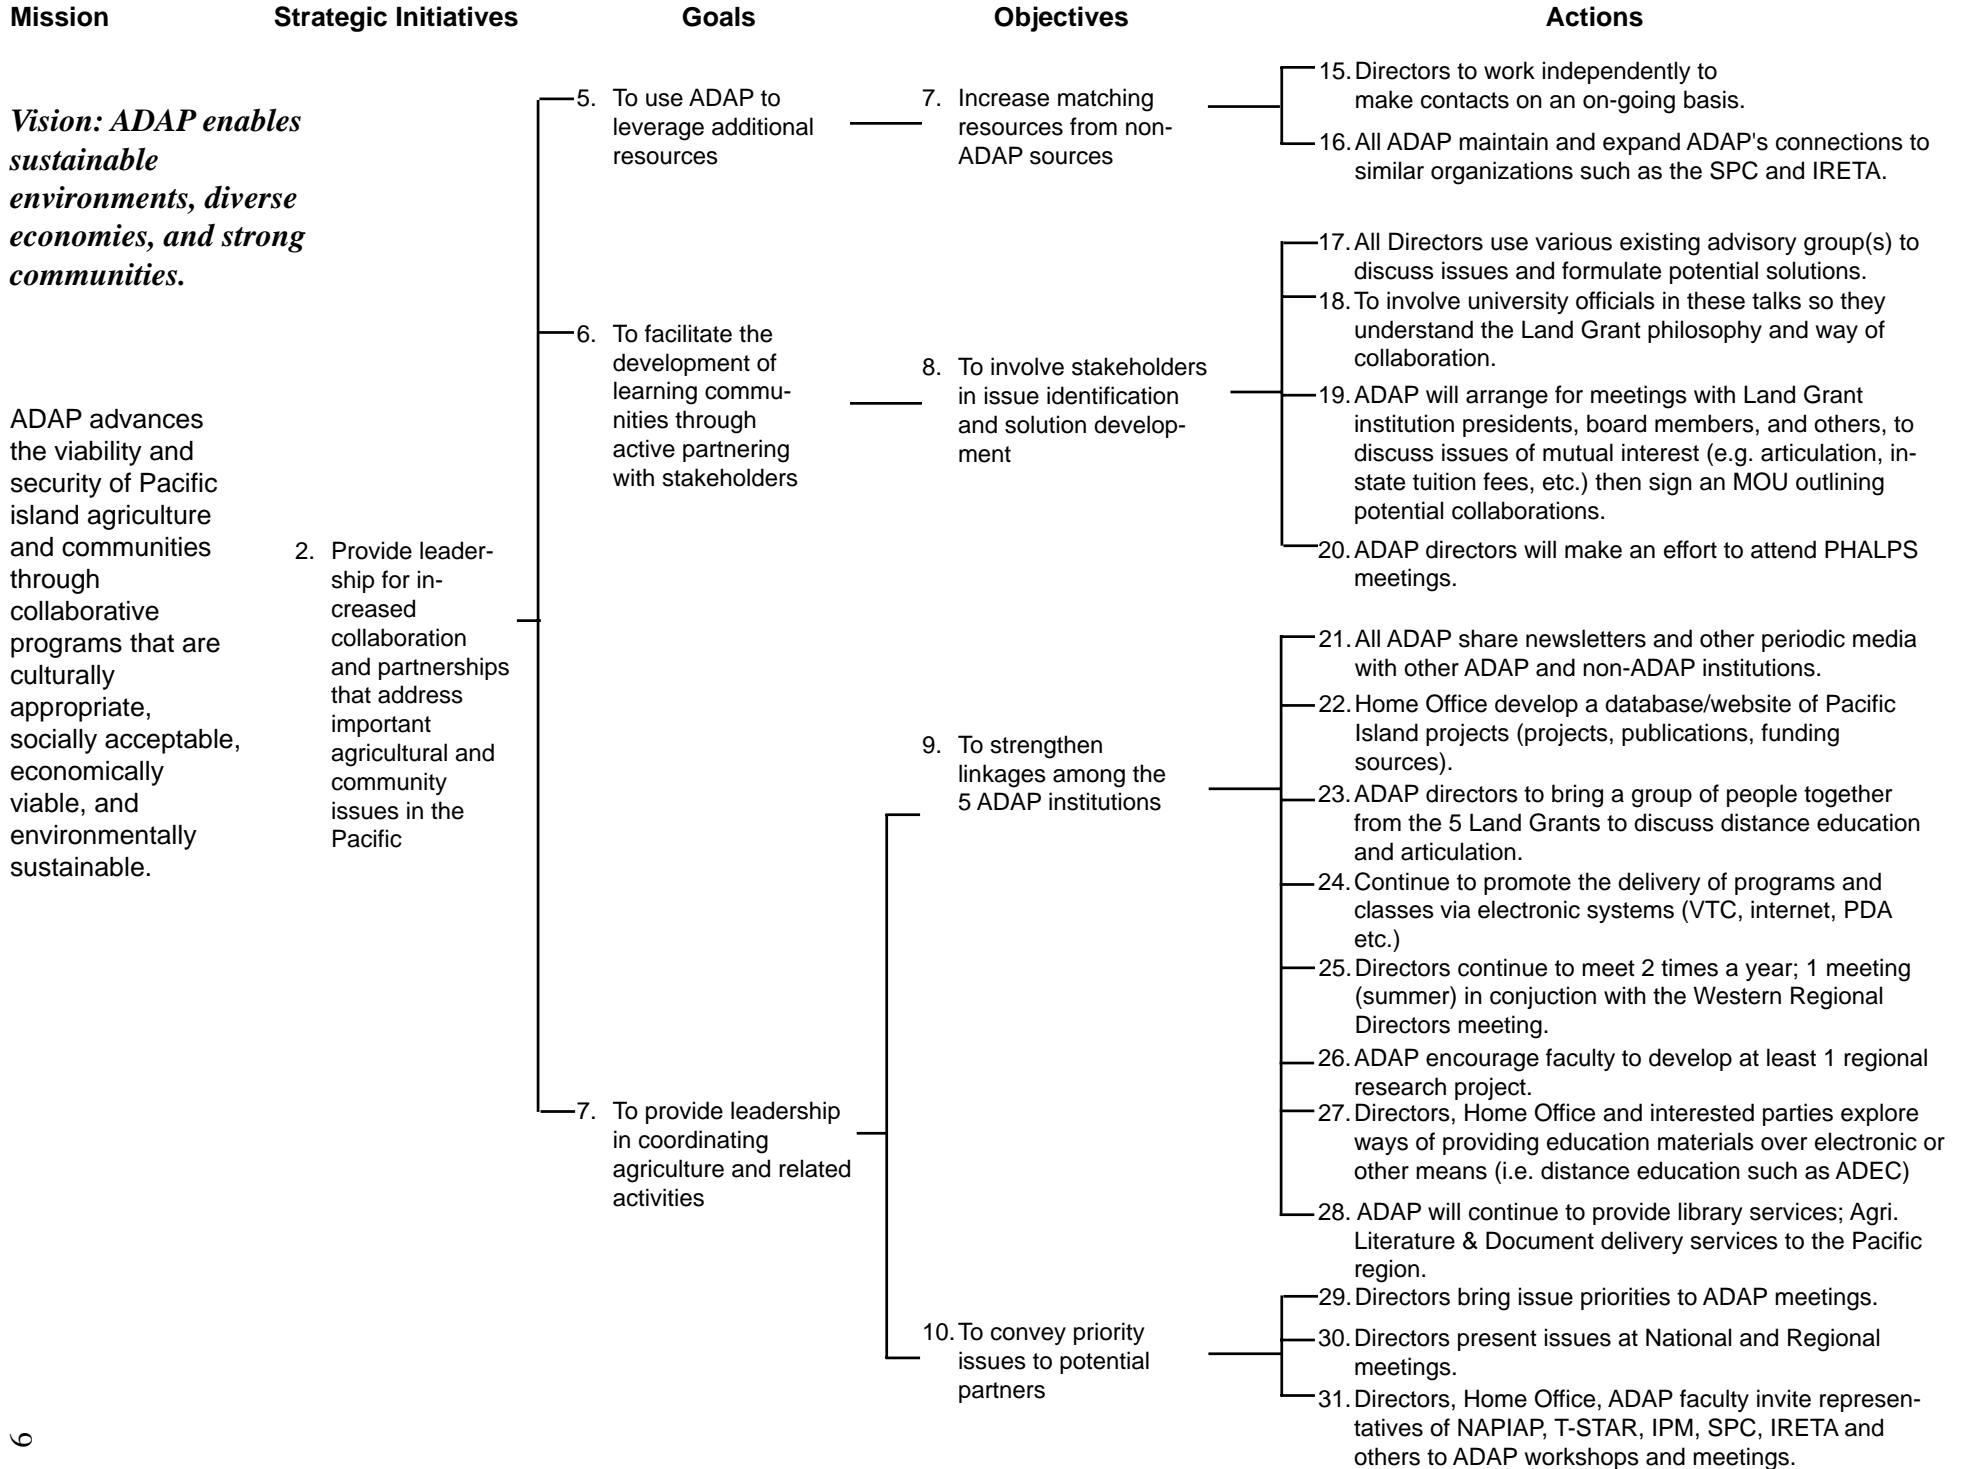 Mission
Strategic Initiatives
Goals
Objectives
Actions
Vision: ADAP enables
sustainable
environments, diverse
economies, and strong
communities.
ADAP advances
the viability and
security of Pacific
island agriculture
and communities
through
collaborative
programs that are
culturally
appropriate,
socially acceptable,
economically
viable, and
environmentally
sustainable.
2. Provide leader-
ship for in-
creased
collaboration
and partnerships
that address
important
agricultural and
community
issues in the
Pacific
5. To use ADAP to
leverage additional
resources
6. To facilitate the
development of
learning commu-
nities through
active partnering
with stakeholders
7. To provide leadership
in coordinating
agriculture and related
activities
7. Increase matching
resources from non-
ADAP sources
8. To involve stakeholders
in issue identification
and solution develop-
ment
9. To strengthen
linkages among the
5 ADAP institutions
10. To convey priority
issues to potential
partners
15. Directors to work independently to
make contacts on an on-going basis.
16. All ADAP maintain and expand ADAP's connections to
similar organizations such as the SPC and IRETA.
17. All Directors use various existing advisory group(s) to
discuss issues and formulate potential solutions.
18. To involve university officials in these talks so they
understand the Land Grant philosophy and way of
collaboration.
19. ADAP will arrange for meetings with Land Grant
institution presidents, board members, and others, to
discuss issues of mutual interest (e.g. articulation, in-
state tuition fees, etc.) then sign an MOU outlining
potential collaborations.
20. ADAP directors will make an effort to attend PHALPS
meetings.
21. All ADAP share newsletters and other periodic media
with other ADAP and non-ADAP institutions.
22. Home Office develop a database/website of Pacific
Island projects (projects, publications, funding
sources).
23. ADAP directors to bring a group of people together
from the 5 Land Grants to discuss distance education
and articulation.
24. Continue to promote the delivery of programs and
classes via electronic systems (VTC, internet, PDA
etc.)
25. Directors continue to meet 2 times a year; 1 meeting
(summer) in conjuction with the Western Regional
Directors meeting.
26. ADAP encourage faculty to develop at least 1 regional
research project.
27. Directors, Home Office and interested parties explore
ways of providing education materials over electronic or
other means (i.e. distance education such as ADEC)
28. ADAP will continue to provide library services; Agri.
Literature & Document delivery services to the Pacific
region.
29. Directors bring issue priorities to ADAP meetings.
30. Directors present issues at National and Regional
meetings.
31. Directors, Home Office, ADAP faculty invite represen-
tatives of NAPIAP, T-STAR, IPM, SPC, IRETA and
others to ADAP workshops and meetings.
6